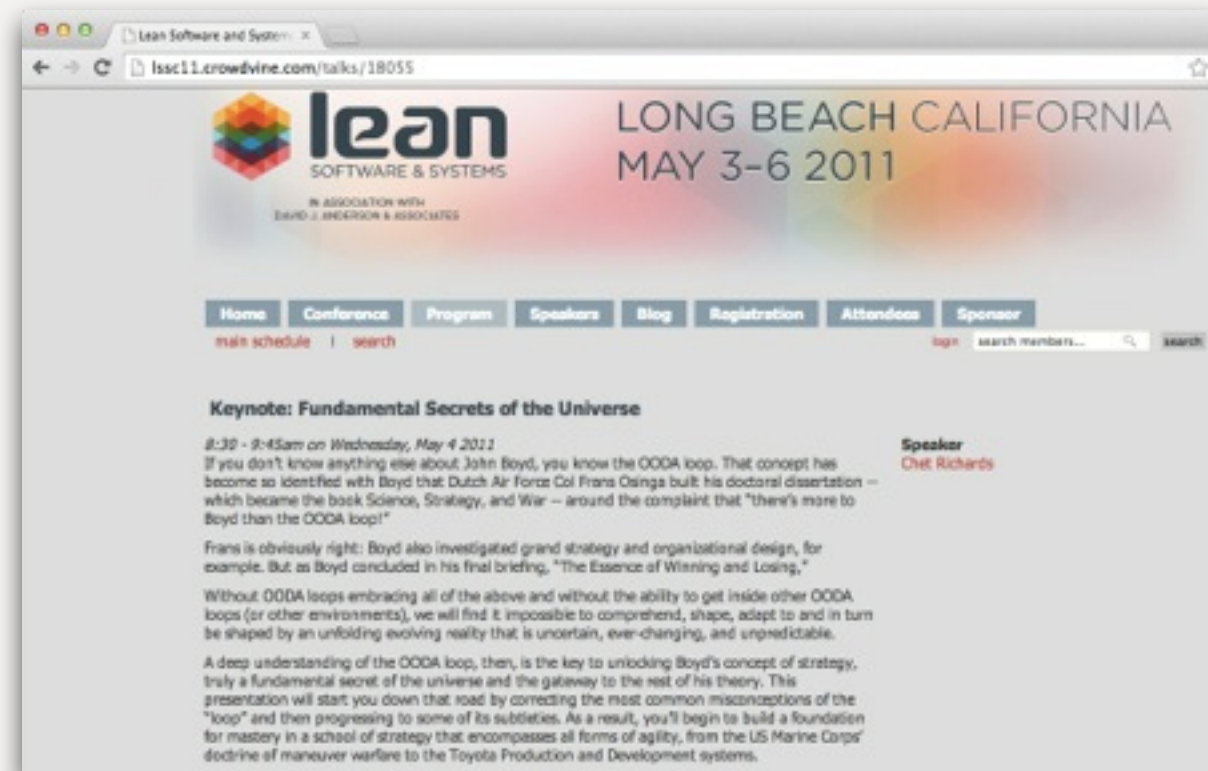 Lean Software and System
lssc11.crowdvine.com/talks/18055
lean
SOFTWARE & SYSTEMS
IN ASSOCIATION WITH
DAVID J. ANDERSON & ASSOCIATES
LONG BEACH CALIFORNIA
MAY 3-6 2011
Home Conference Program Speakers Blog Registration Attendees Sponsor
main schedule | search
login search members... search
Keynote: Fundamental Secrets of the Universe
8:30 - 9:45am on Wednesday, May 4 2011
If you don't know anything else about John Boyd, you know the OODA loop. That concept has
become so identified with Boyd that Dutch Air Force Col Frans Osinga built his doctoral dissertation --
which became the book Science, Strategy, and War -- around the complaint that "there's more to
Boyd than the OODA loop!"
Frans is obviously right: Boyd also investigated grand strategy and organizational design, for
example. But as Boyd concluded in his final briefing, "The Essence of Winning and Losing,"
Without OODA loops embracing all of the above and without the ability to get inside other OODA
loops (or other environments), we will find it impossible to comprehend, shape, adapt to and in turn
be shaped by an unfolding evolving reality that is uncertain, ever-changing, and unpredictable.
A deep understanding of the OODA loop, then, is the key to unlocking Boyd's concept of strategy,
truly a fundamental secret of the universe and the gateway to the rest of his theory. This
presentation will start you down that road by correcting the most common misconceptions of the
"loop" and then progressing to some of its subtleties. As a result, you'll begin to build a foundation
for mastery in a school of strategy that encompasses all forms of agility, from the US Marine Corps'
doctrine of maneuver warfare to the Toyota Production and Development systems.
Speaker
Chet Richards